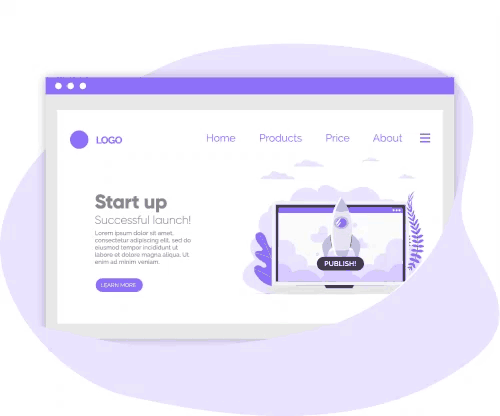 LOGO
Home Products Price About
Start up
Successful launch!
Lorem ipsum dolor sit amet,
consectetur adipiscing, sed do
eiusmod tempor incididunt ut
labore et dolore magna aliqua. Ut
enim ad minim veniam.
PUBLISH!
LEARN MORE